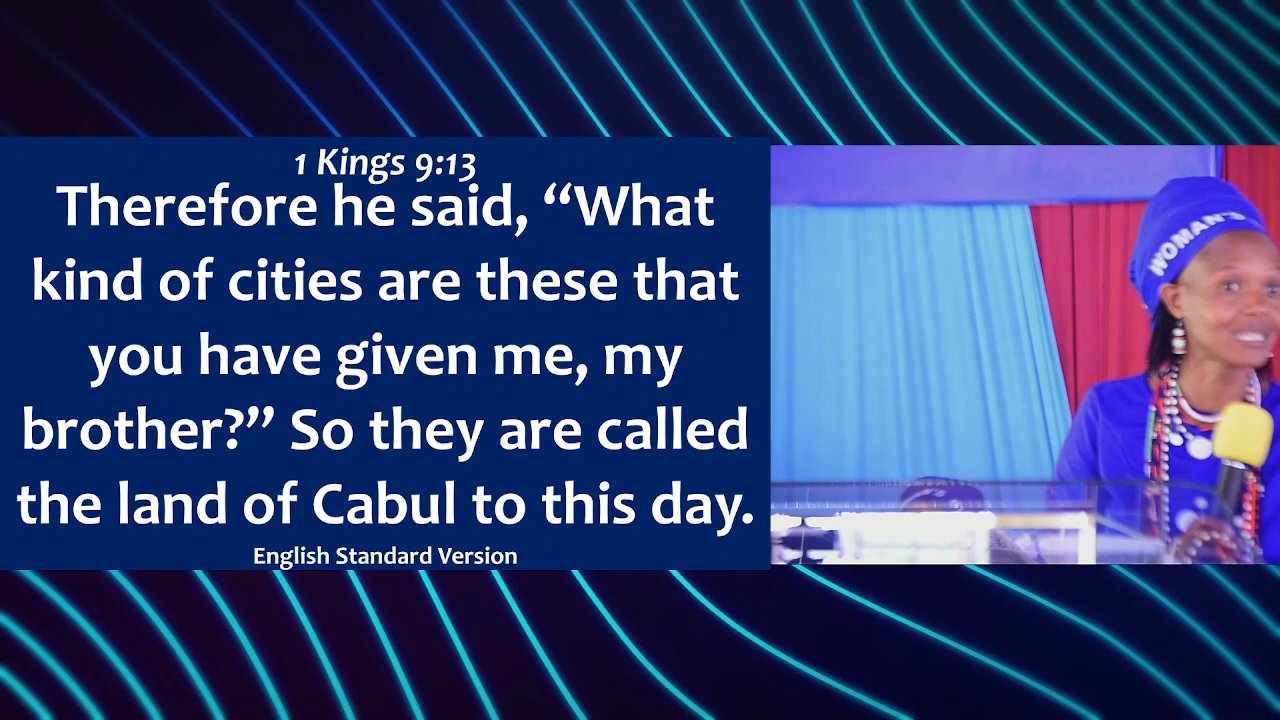 1 Kings 9:13
Therefore he said, “What
kind of cities are these that
you have given me, my
brother?” So they are called
the land of Cabul to this day.
English Standard Version
WOMAN'S